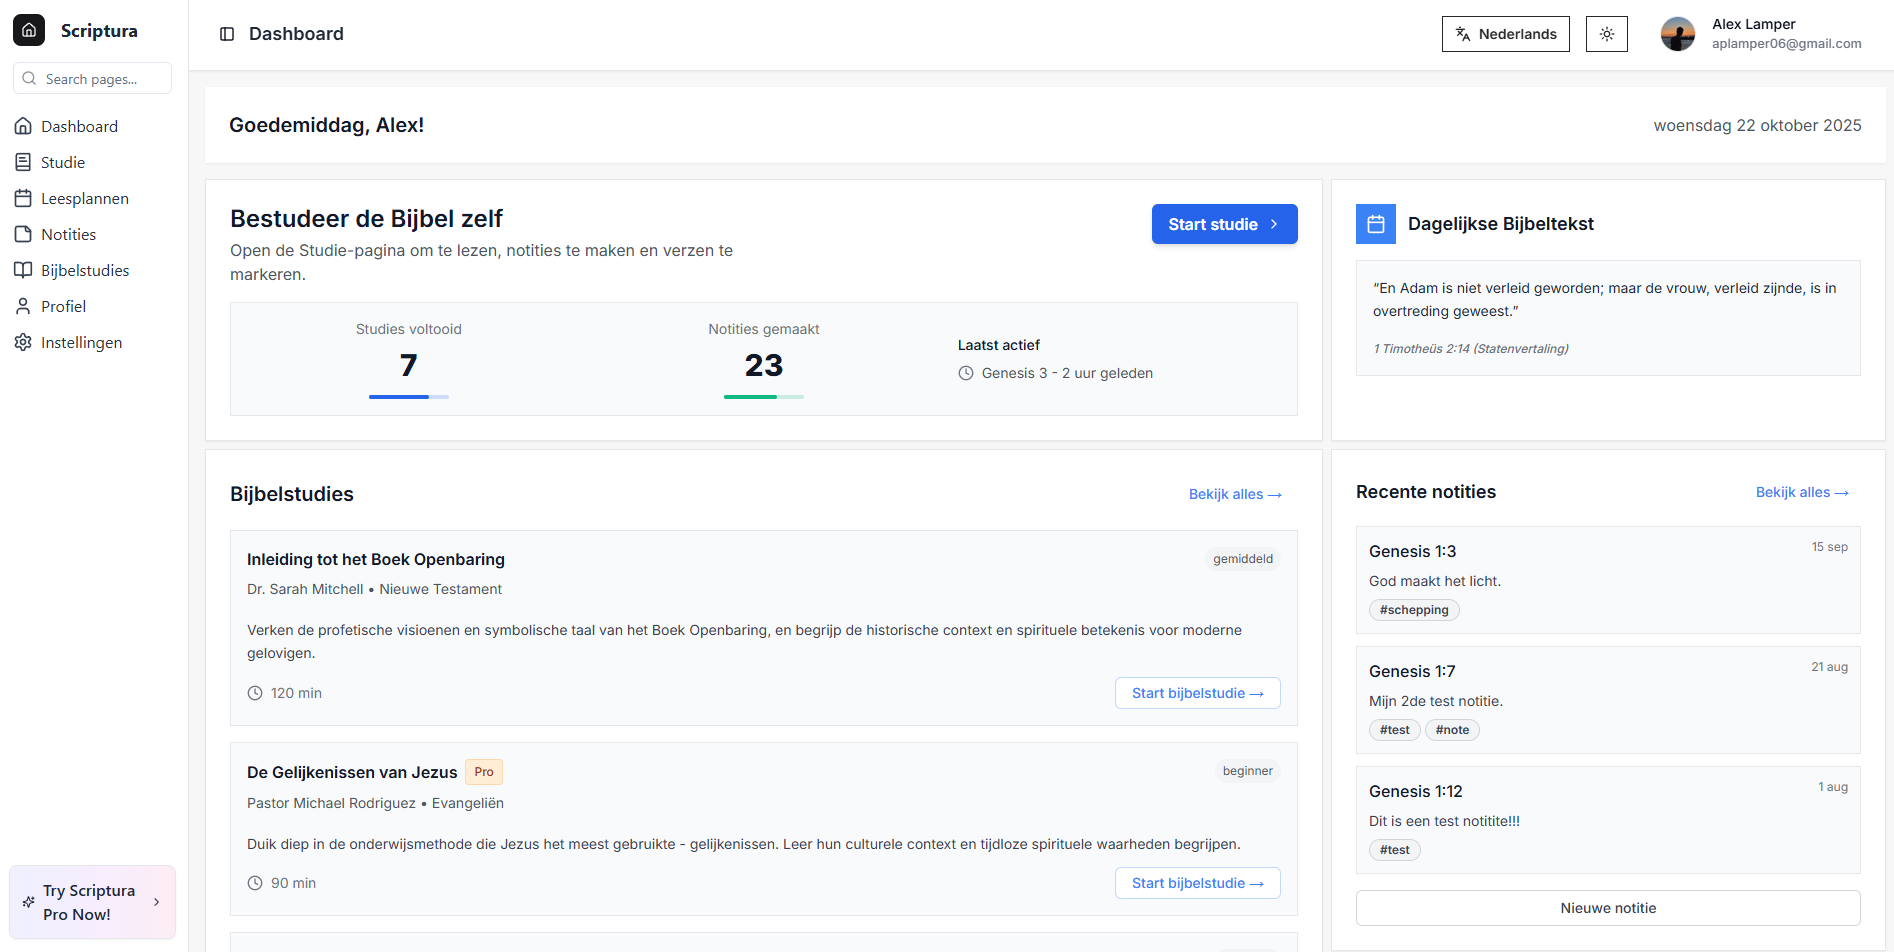 Scriptura
Search pages...
Dashboard
Studie
Leesplannen
Notities
Bijbelstudies
Profiel
Instellingen
Try Scriptura
Pro Now!
Dashboard
Nederlands
Alex Lamper
aplamper06@gmail.com
Goedemiddag, Alex!
woensdag 22 oktober 2025
Bestudeer de Bijbel zelf
Open de Studie-pagina om te lezen, notities te maken en verzen te
markeren.
Start studie
Studies voltooid
7
Notities gemaakt
23
Laatst actief
Genesis 3 - 2 uur geleden
Dagelijkse Bijbeltekst
“En Adam is niet verleid geworden; maar de vrouw, verleid zijnde, is in
overtreding geweest.”
1 Timotheüs 2:14 (Statenvertaling)
Bijbelstudies
Bekijk alles →
Inleiding tot het Boek Openbaring
gemiddeld
Dr. Sarah Mitchell • Nieuwe Testament
Verken de profetische visioenen en symbolische taal van het Boek Openbaring, en begrijp de historische context en spirituele betekenis voor moderne
gelovigen.
120 min
Start bijbelstudie →
De Gelijkenissen van Jezus
Pro
beginner
Pastor Michael Rodriguez • Evangeliën
Duik diep in de onderwijsmethode die Jezus het meest gebruikte - gelijkenissen. Leer hun culturele context en tijdloze spirituele waarheden begrijpen.
90 min
Start bijbelstudie →
Recente notities
Bekijk alles →
Genesis 1:3
15 sep
God maakt het licht.
#schepping
Genesis 1:7
21 aug
Mijn 2de test notitie.
#test #note
Genesis 1:12
1 aug
Dit is een test notitite!!!
#test
Nieuwe notitie